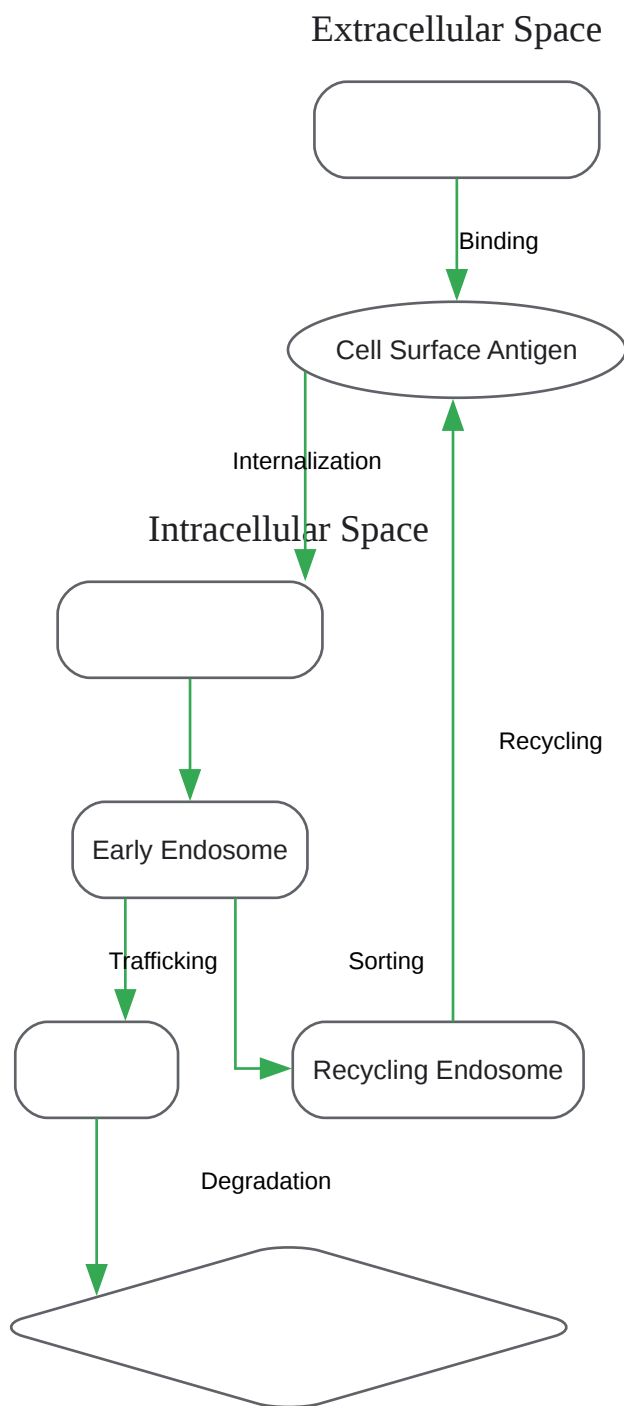 Extracellular Space
Binding
Cell Surface Antigen
Internalization
Intracellular Space
Recycling
Early Endosome
Trafficking
Sorting
Recycling Endosome
Degradation